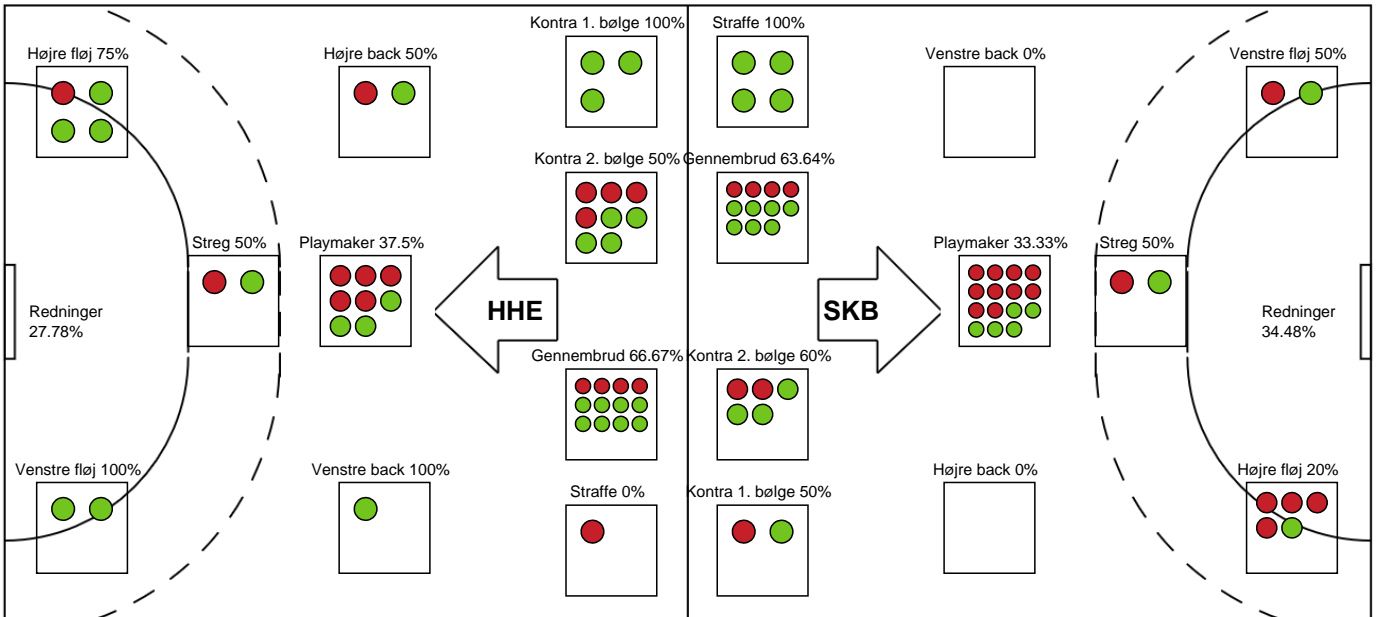 Kontra 1. bølge 100%
Straffe 100%
Højre fløj 75%
Højre back 50%
Venstre back 0%
Venstre fløj 50%
Kontra 2. bølge 50%
Gennembrud 63.64%
Streg 50%
Playmaker 37.5%
Playmaker 33.33%
Streg 50%
Redninger
27.78%
HHE
SKB
Redninger
34.48%
Gennembrud 66.67%
Kontra 2. bølge 60%
Venstre fløj 100%
Venstre back 100%
Straffe 0%
Kontra 1. bølge 50%
Højre back 0%
Højre fløj 20%